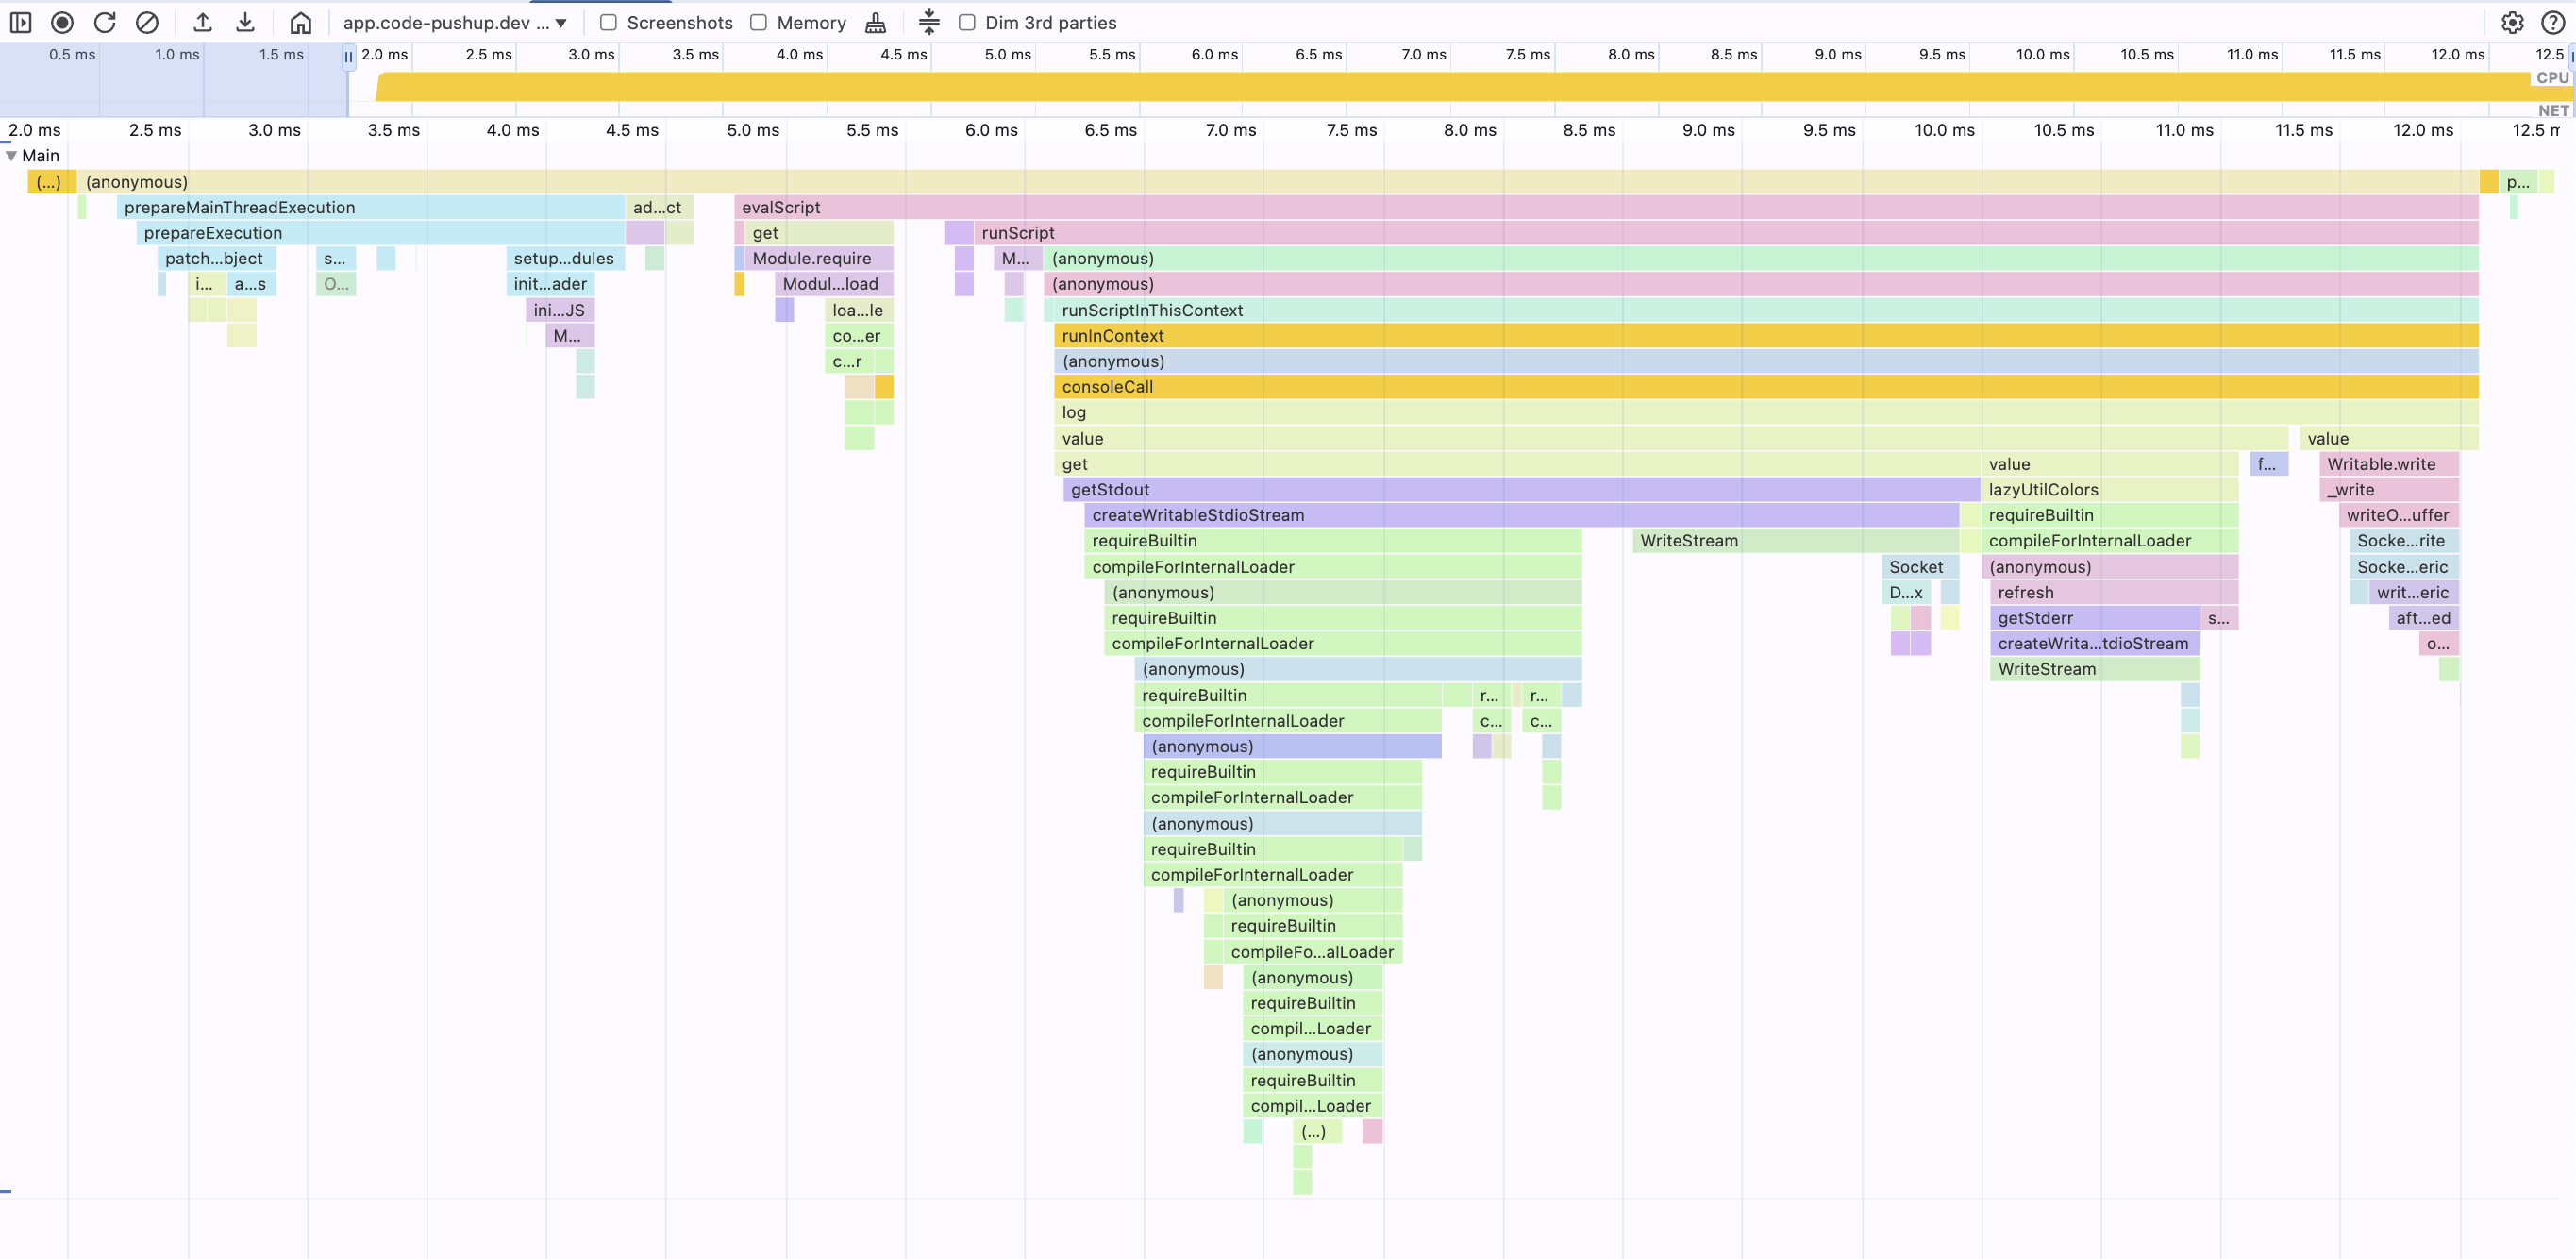 app.code-pushup.dev ... Screenshots Memory Dim 3rd parties
0.5 ms 1.0 ms 1.5 ms 2.0 ms 2.5 ms 3.0 ms 3.5 ms 4.0 ms 4.5 ms 5.0 ms 5.5 ms 6.0 ms 6.5 ms 7.0 ms 7.5 ms 8.0 ms 8.5 ms 9.0 ms 9.5 ms 10.0 ms 10.5 ms 11.0 ms 11.5 ms 12.0 ms 12.5
CPU
NET
2.0 ms 2.5 ms 3.0 ms 3.5 ms 4.0 ms 4.5 ms 5.0 ms 5.5 ms 6.0 ms 6.5 ms 7.0 ms 7.5 ms 8.0 ms 8.5 ms 9.0 ms 9.5 ms 10.0 ms 10.5 ms 11.0 ms 11.5 ms 12.0 ms 12.5 m
Main
(...) (anonymous) p...
prepareMainThreadExecution ad...ct evalScript
prepareExecution get runScript
patch...bject s... setup...dules Module.require M... (anonymous)
i... a...s O... init...ader Modul...load (anonymous)
ini...JS loa...le runScriptInThisContext
M... co...er runInContext
c...r (anonymous)
consoleCall
log
value value
get value f... Writable.write
getStdout lazyUtilColors _write
createWritableStdioStream requireBuiltin writeO...uffer
requireBuiltin WriteStream compileForInternalLoader Socke...rite
compileForInternalLoader Socket (anonymous) Socke...eric
(anonymous) D...x refresh writ...eric
requireBuiltin getStderr s... aft...ed
compileForInternalLoader createWrita...tdioStream o...
(anonymous) WriteStream
requireBuiltin r... r...
compileForInternalLoader c... c...
(anonymous)
requireBuiltin
compileForInternalLoader
(anonymous)
requireBuiltin
compileForInternalLoader
(anonymous)
requireBuiltin
compileFo...alLoader
(anonymous)
requireBuiltin
compil...Loader
(anonymous)
requireBuiltin
compil...Loader
(...)